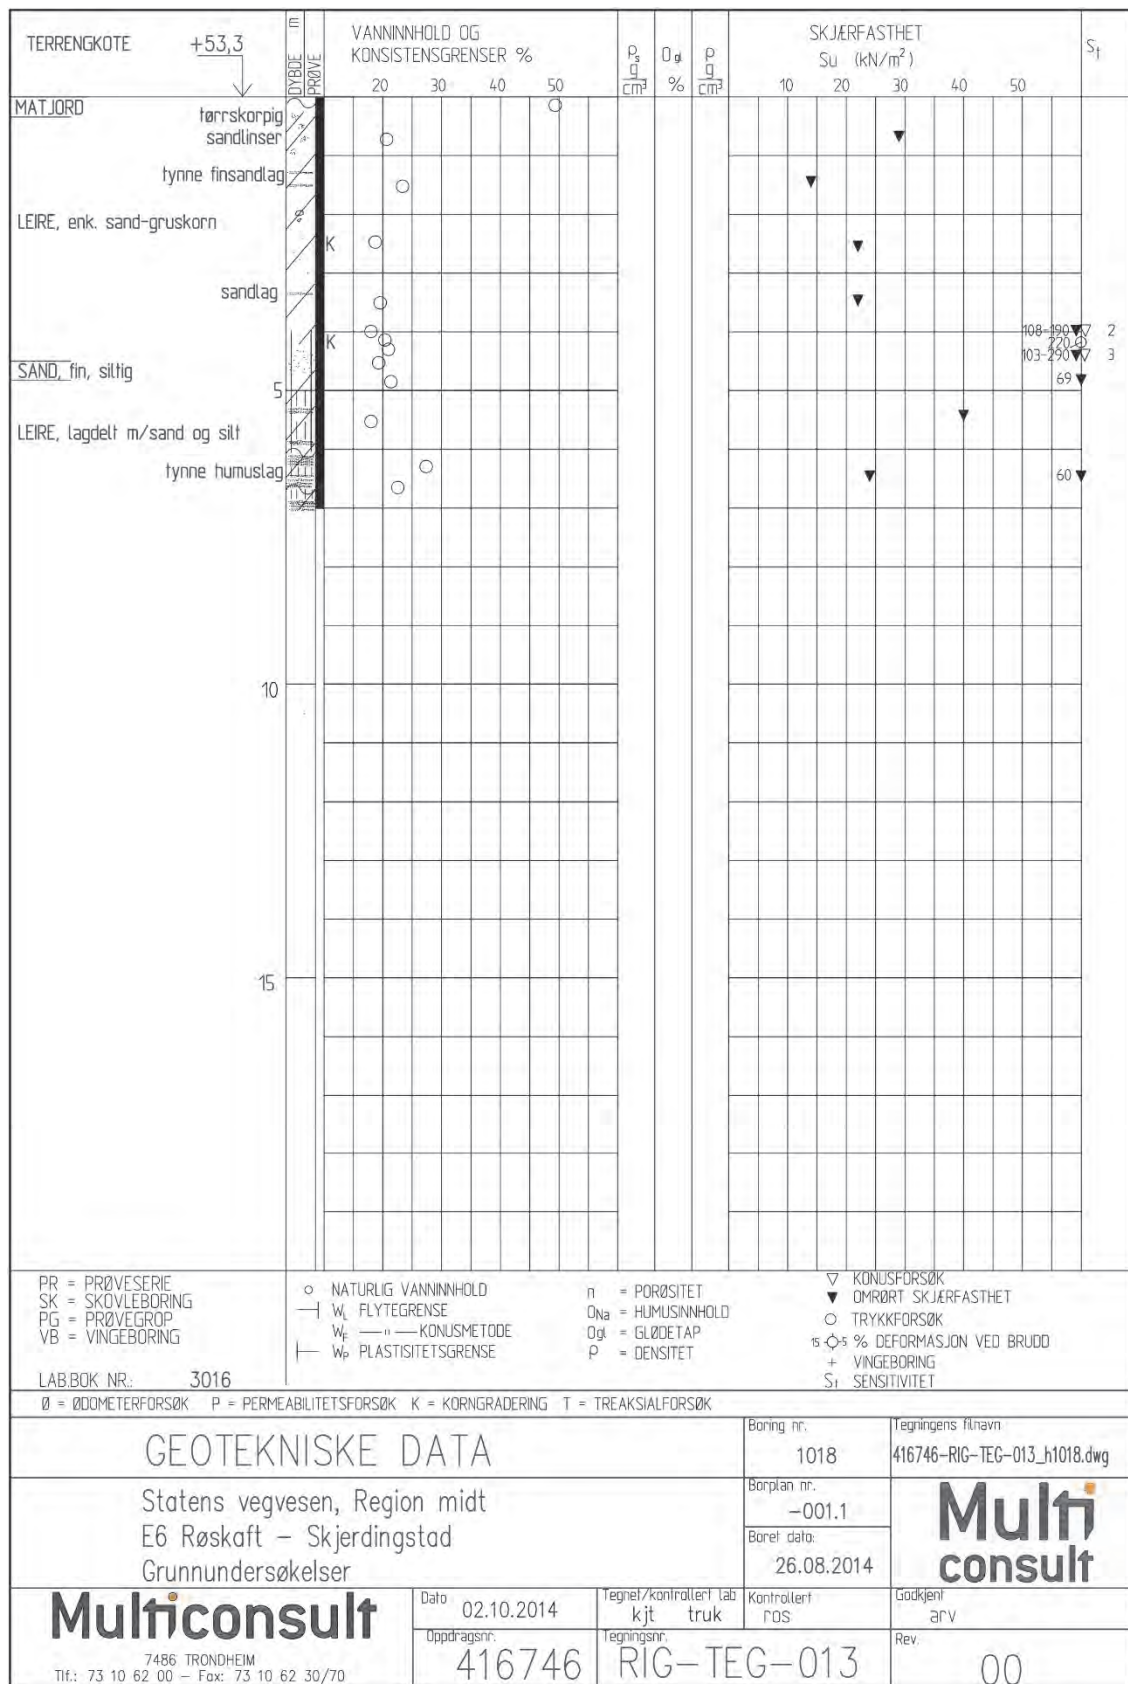 TERRENGKOTE +53,3
DYBDE m
PRØVE
VANNINNHOLD OG
KONSISTENSGRENSER %
20 30 40 50
ρs g cm³
Ogl %
ρ g cm³
SKJÆRFASTHET
Su (kN/m²)
10 20 30 40 50
St
MATJORD
tørrskorpig
sandlinser
tynne finsandlag
LEIRE, enk. sand-gruskorn
K
sandlag
108-190 2
K
220
103-290 3
SAND, fin, siltig
69
5
LEIRE, lagdelt m/sand og silt
tynne humuslag
60
10
15
PR = PRØVESERIE
SK = SKOVLEBORING
PG = PRØVEGROP
VB = VINGEBORING
LAB.BOK NR.: 3016
○ NATURLIG VANNINNHOLD
WL FLYTEGRENSE
WF —"— KONUSMETODE
WP PLASTISITETSGRENSE
n = PORØSITET
ONa = HUMUSINNHOLD
Ogl = GLØDETAP
ρ = DENSITET
▽ KONUSFORSØK
▼ OMRØRT SKJÆRFASTHET
○ TRYKKFORSØK
15-○-5 % DEFORMASJON VED BRUDD
+ VINGEBORING
St SENSITIVITET
Ø = ØDOMETERFORSØK P = PERMEABILITETSFORSØK K = KORNGRADERING T = TREAKSIALFORSØK
GEOTEKNISKE DATA
Boring nr.
1018
Tegningens filnavn
416746-RIG-TEG-013_h1018.dwg
Statens vegvesen, Region midt
E6 Røskaft – Skjerdingstad
Grunnundersøkelser
Borplan nr.
-001.1
Boret dato:
26.08.2014
Multi
consult
Multiconsult
7486 TRONDHEIM
Tlf.: 73 10 62 00 – Fax: 73 10 62 30/70
Dato
02.10.2014
Tegnet/kontrollert lab
kjt truk
Kontrollert
ros
Godkjent
arv
Oppdragsnr.
416746
Tegningsnr.
RIG-TEG-013
Rev.
00